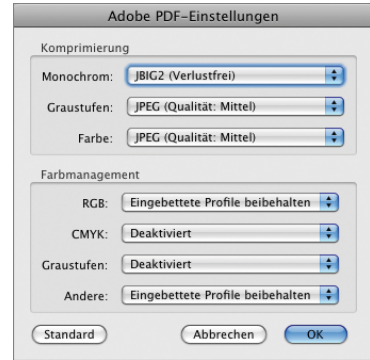 Adobe PDF-Einstellungen
Komprimierung
Monochrom: JBIG2 (Verlustfrei)
Graustufen: JPEG (Qualität: Mittel)
Farbe: JPEG (Qualität: Mittel)
Farbmanagement
RGB: Eingebettete Profile beibehalten
CMYK: Deaktiviert
Graustufen: Deaktiviert
Andere: Eingebettete Profile beibehalten
Standard Abbrechen OK